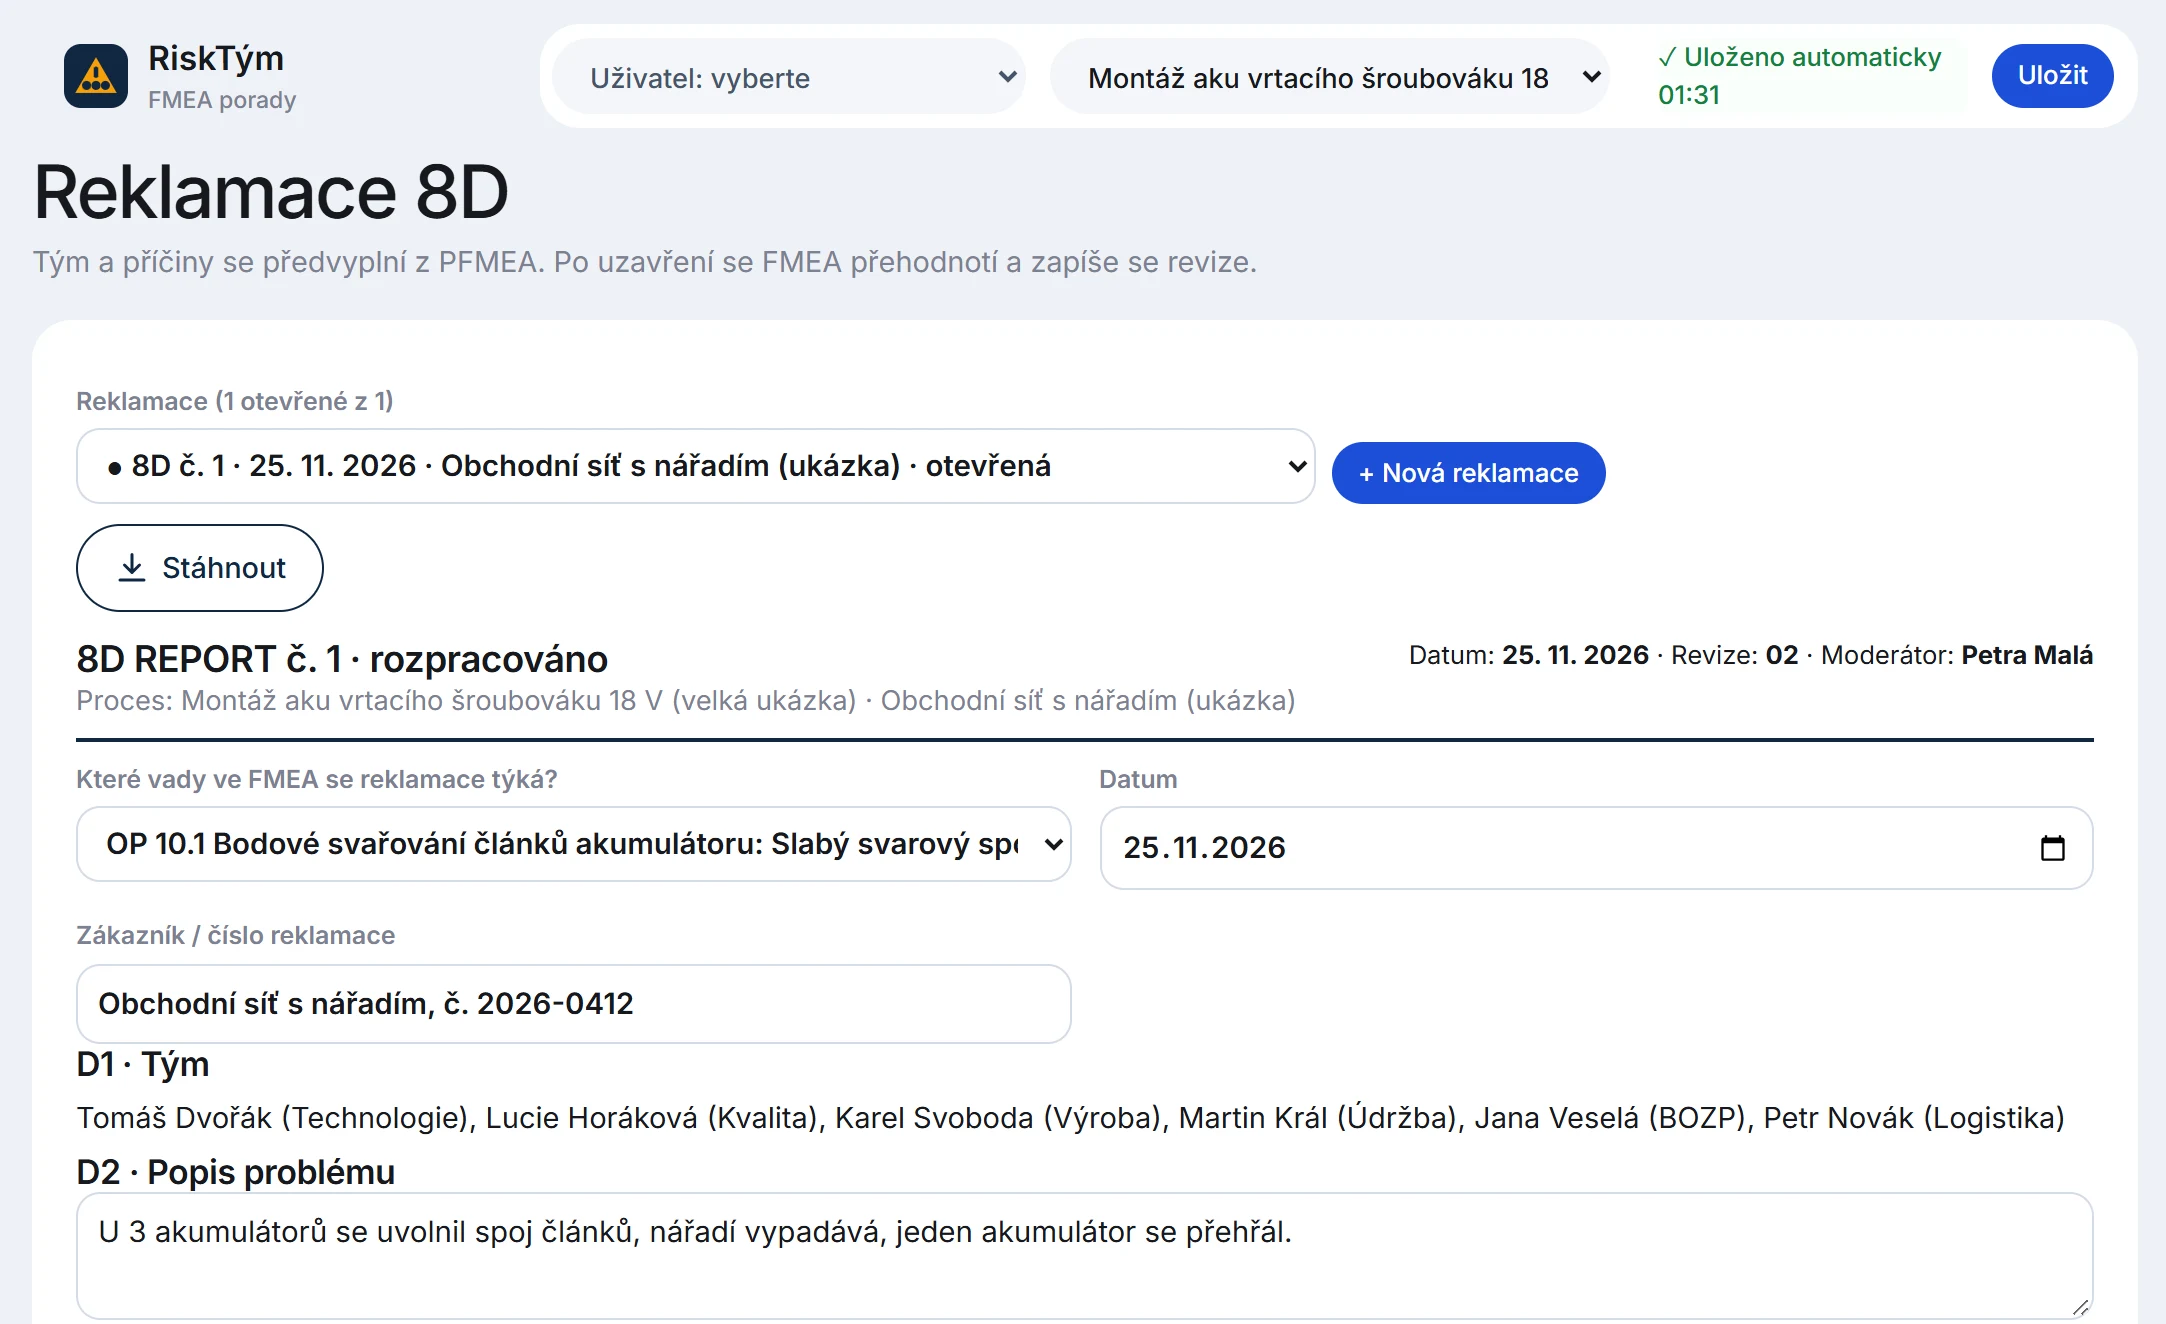 RiskTým
FMEA porady
Uživatel: vyberte
Montáž aku vrtacího šroubováku 18
✓ Uloženo automaticky
01:31
Uložit
Reklamace 8D
Tým a příčiny se předvyplní z PFMEA. Po uzavření se FMEA přehodnotí a zapíše se revize.
Reklamace (1 otevřené z 1)
● 8D č. 1 · 25. 11. 2026 · Obchodní síť s nářadím (ukázka) · otevřená
+ Nová reklamace
Stáhnout
8D REPORT č. 1 · rozpracováno
Datum: 25. 11. 2026 · Revize: 02 · Moderátor: Petra Malá
Proces: Montáž aku vrtacího šroubováku 18 V (velká ukázka) · Obchodní síť s nářadím (ukázka)
Které vady ve FMEA se reklamace týká?
Datum
OP 10.1 Bodové svařování článků akumulátoru: Slabý svarový
25.11.2026
Zákazník / číslo reklamace
Obchodní síť s nářadím, č. 2026-0412
D1 · Tým
Tomáš Dvořák (Technologie), Lucie Horáková (Kvalita), Karel Svoboda (Výroba), Martin Král (Údržba), Jana Veselá (BOZP), Petr Novák (Logistika)
D2 · Popis problému
U 3 akumulátorů se uvolnil spoj článků, nářadí vypadává, jeden akumulátor se přehřál.